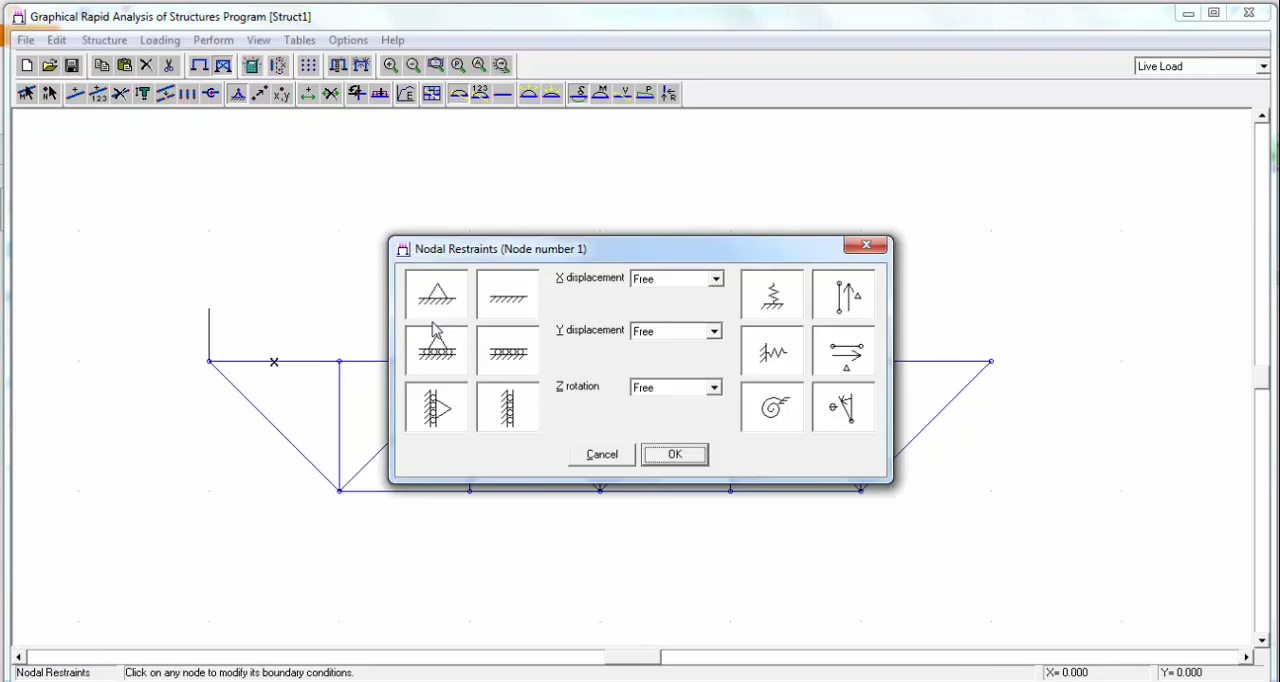 Graphical Rapid Analysis of Structures Program [Struct1]
File Edit Structure Loading Perform View Tables Options Help
Live Load
123 x,y E 123 δ M V P R
Nodal Restraints (Node number 1)
X displacement Free
Y displacement Free
Z rotation Free
Δ
Δ
θ
Cancel OK
x
Nodal Restraints Click on any node to modify its boundary conditions. X= 0.000 Y= 0.000